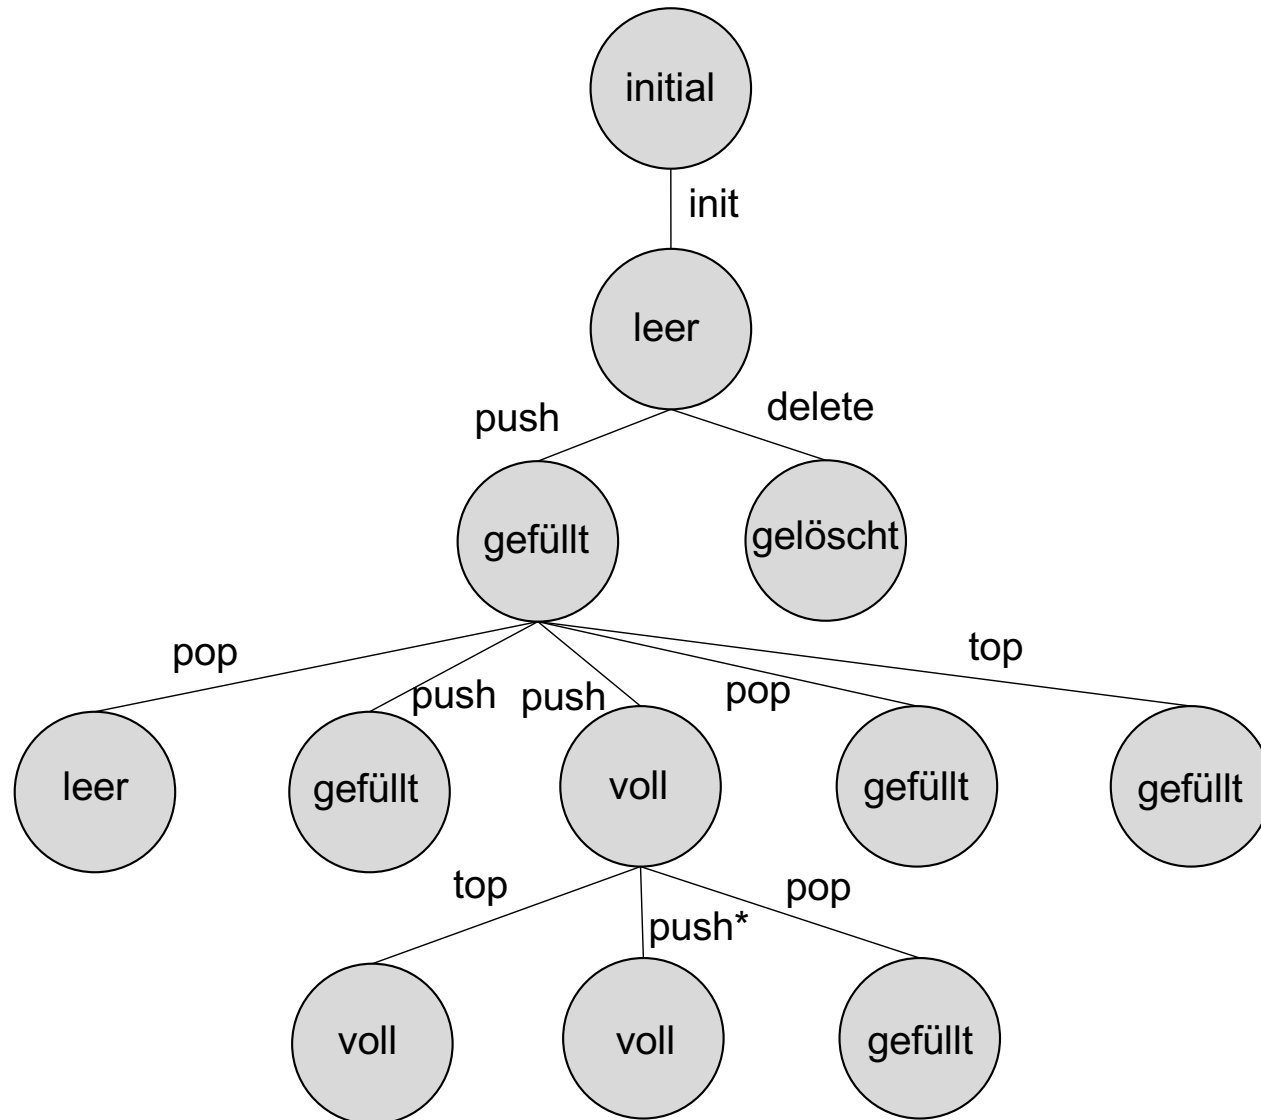 initial
init
leer
push
delete
gefüllt
gelöscht
pop
push
push
pop
top
leer
gefüllt
voll
gefüllt
gefüllt
top
push*
pop
voll
voll
gefüllt